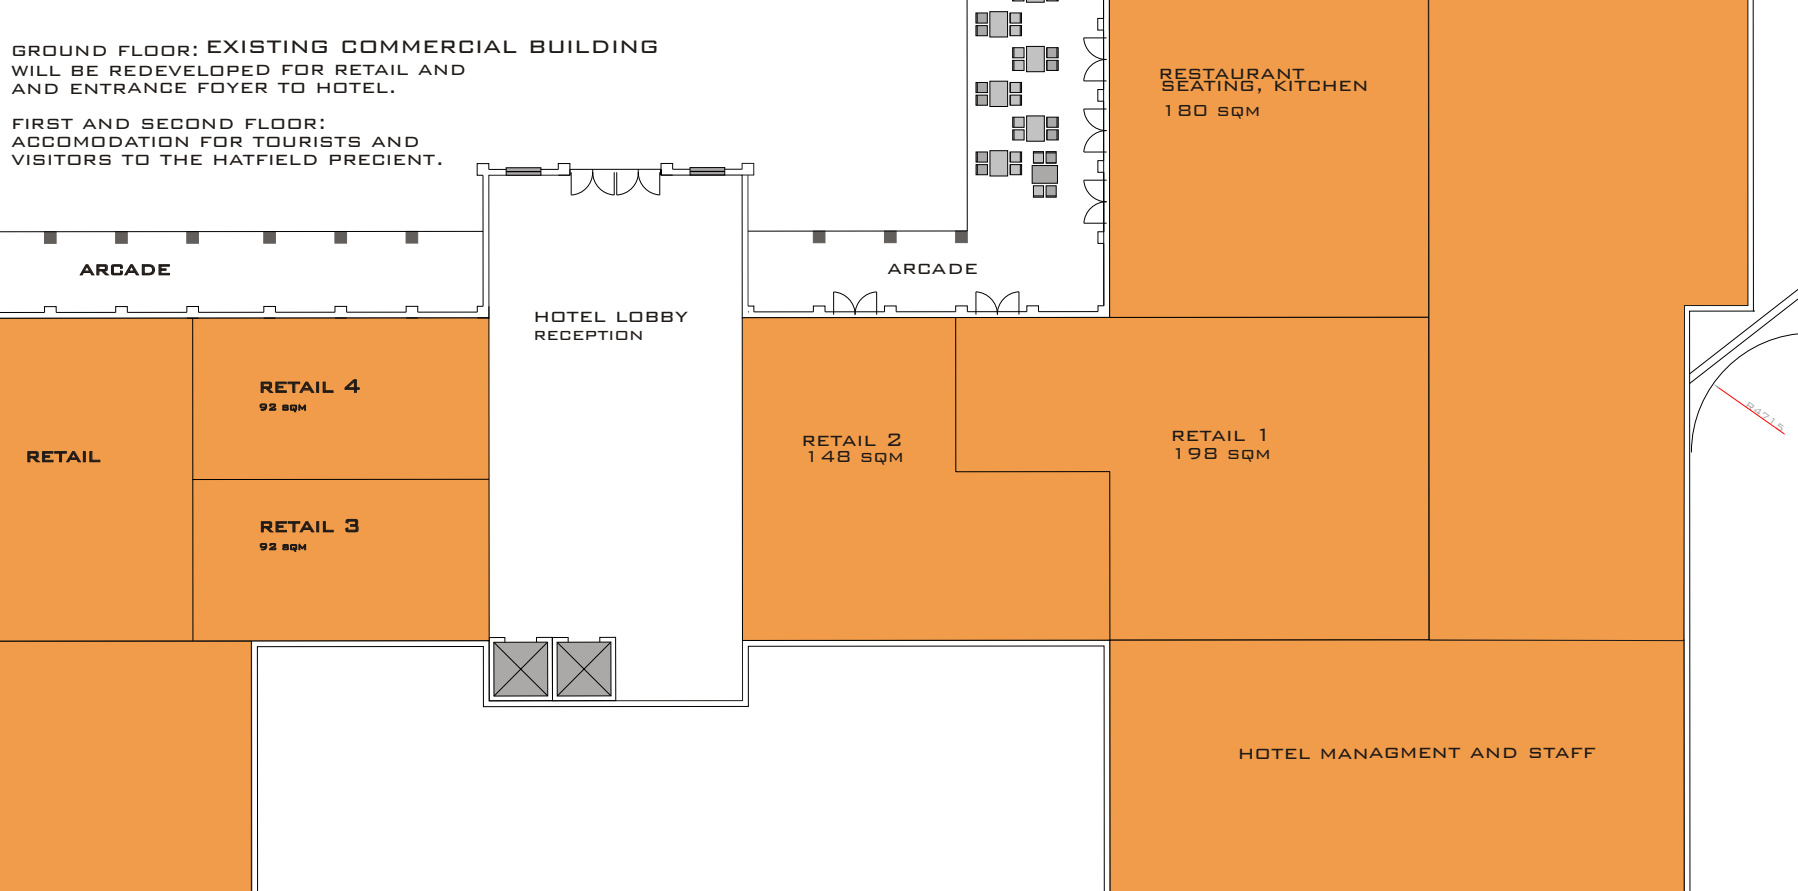 GROUND FLOOR: EXISTING COMMERCIAL BUILDING
WILL BE REDEVELOPED FOR RETAIL AND
AND ENTRANCE FOYER TO HOTEL.
FIRST AND SECOND FLOOR:
ACCOMODATION FOR TOURISTS AND
VISITORS TO THE HATFIELD PRECIENT.
RESTAURANT
SEATING, KITCHEN
180 SQM
ARCADE
ARCADE
HOTEL LOBBY
RECEPTION
RETAIL 4
92 SQM
RETAIL
RETAIL 3
92 SQM
RETAIL 2
148 SQM
RETAIL 1
198 SQM
R4715
HOTEL MANAGMENT AND STAFF